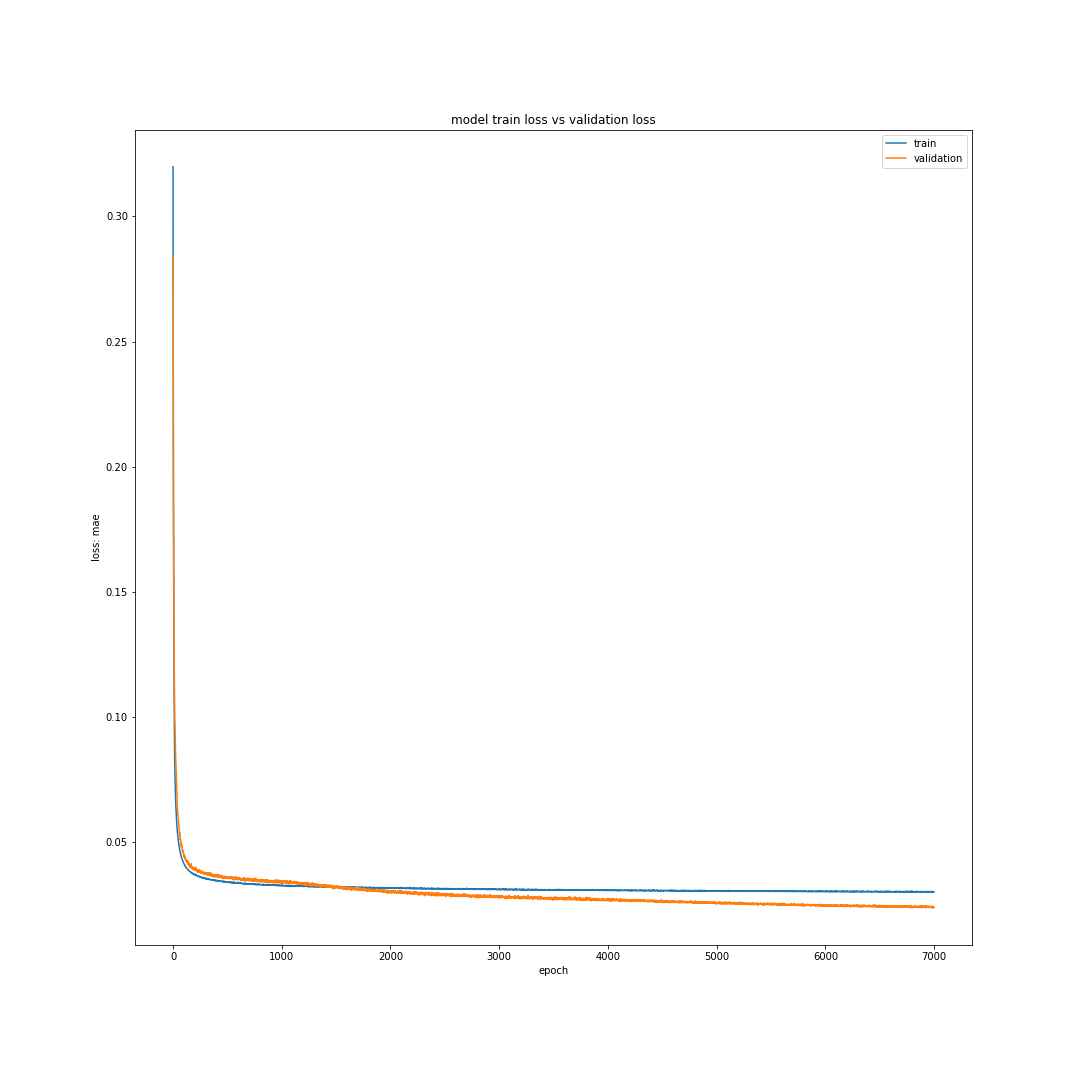 model train loss vs validation loss
train
validation
0.30
0.25
0.20
0.15
0.10
0.05
loss: mae
0 1000 2000 3000 4000 5000 6000 7000
epoch